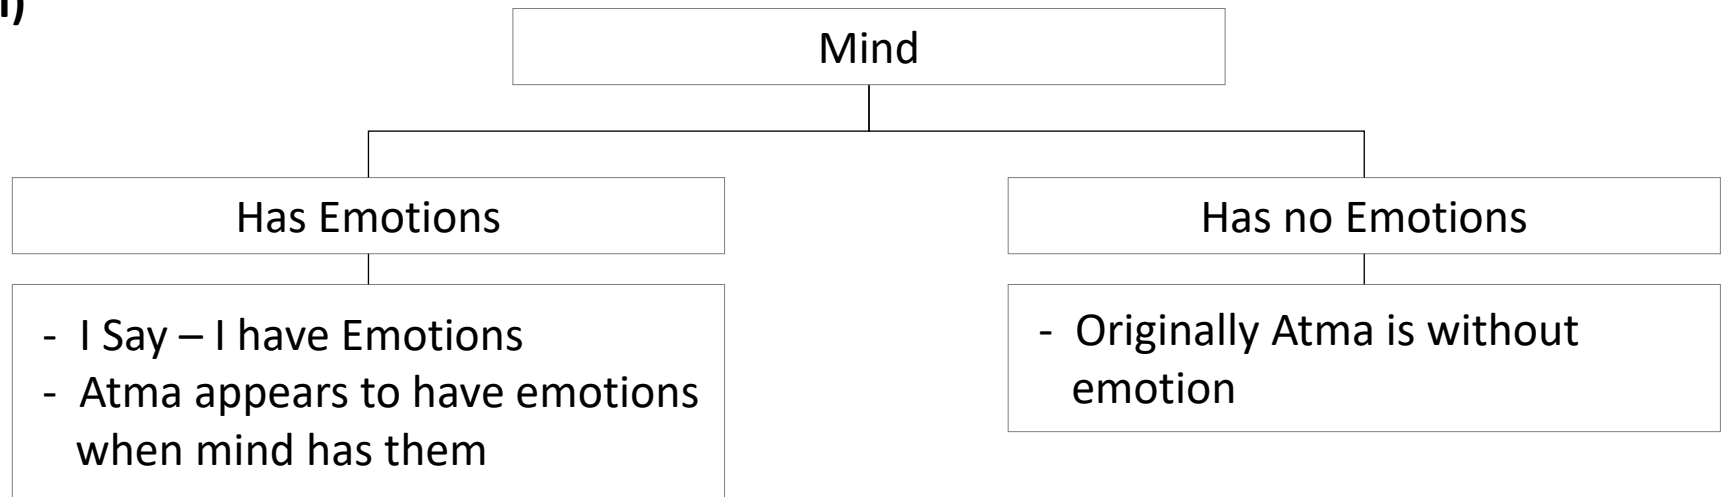 Mind
Has Emotions
Has no Emotions
- I Say – I have Emotions
- Atma appears to have emotions
when mind has them
- Originally Atma is without
emotion